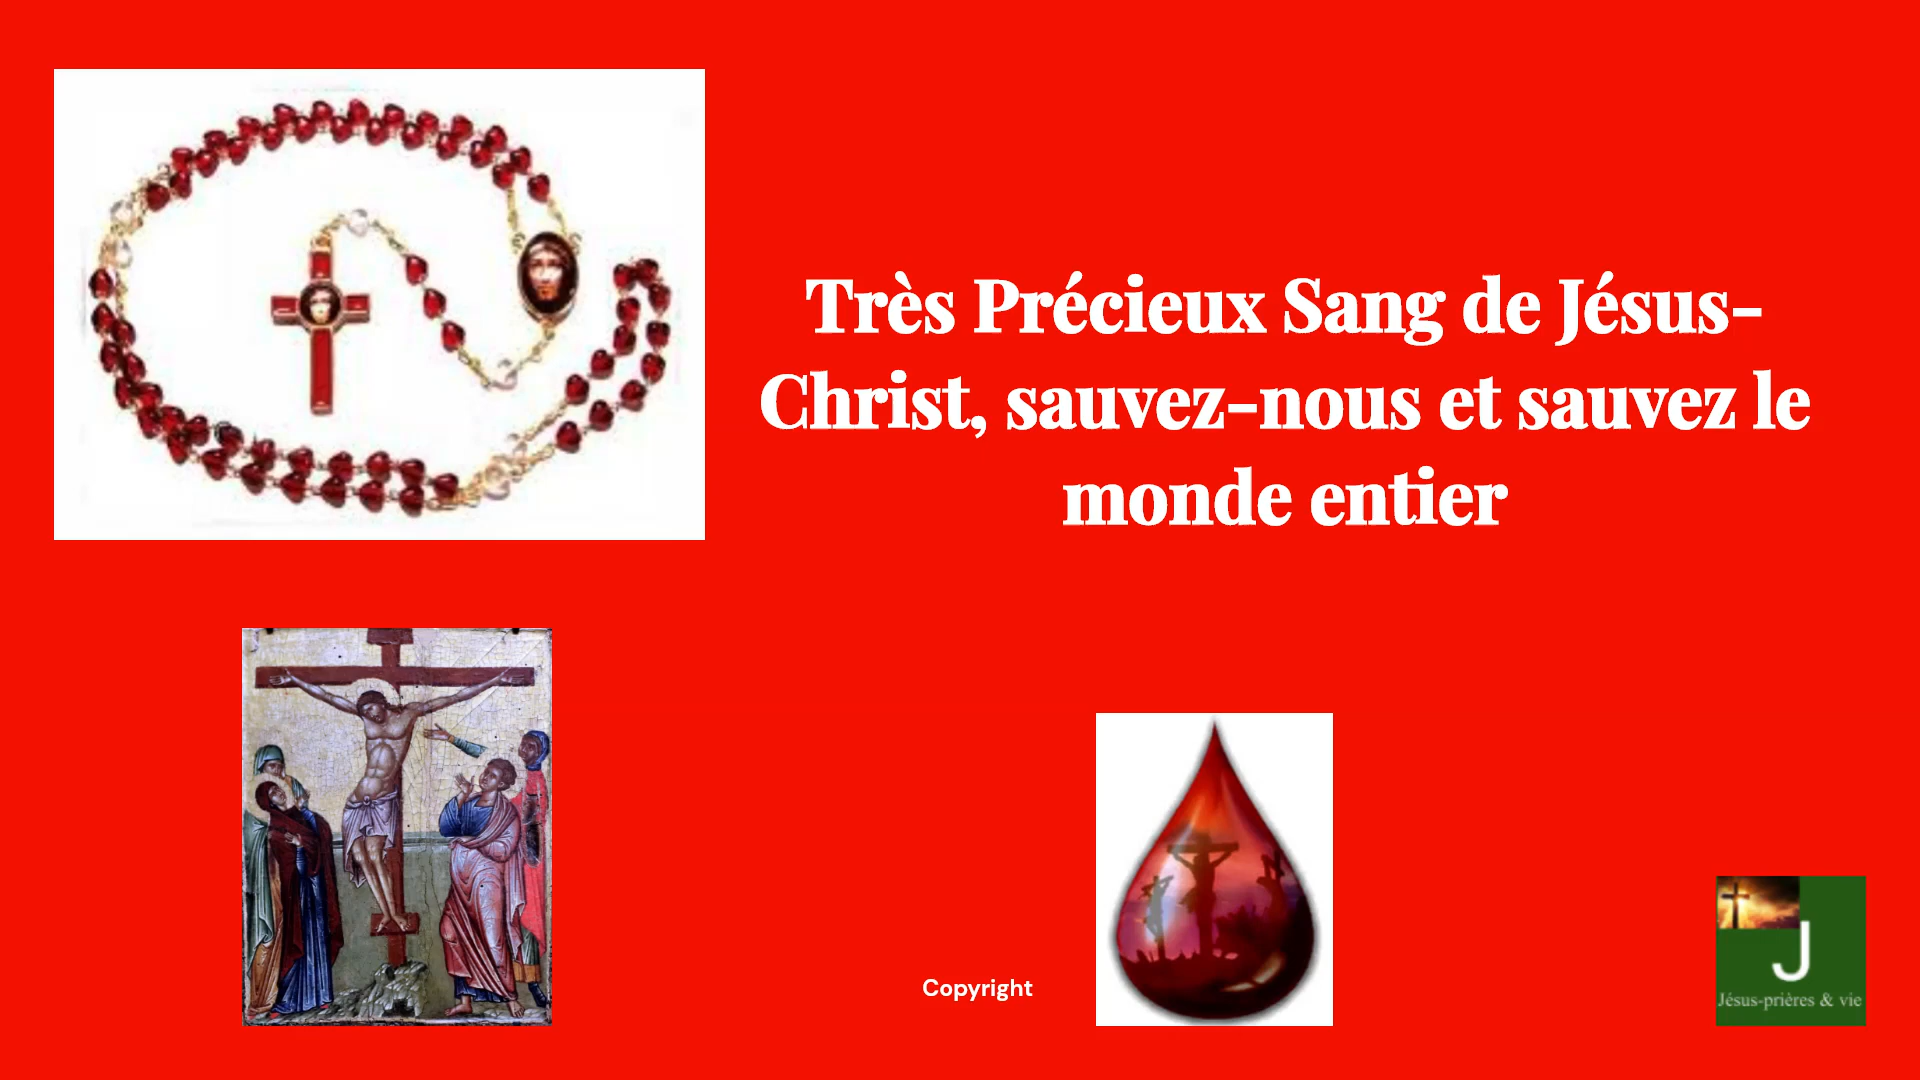 Très Précieux Sang de Jésus-
Christ, sauvez-nous et sauvez le
monde entier
Copyright
J
Jésus-prières & vie